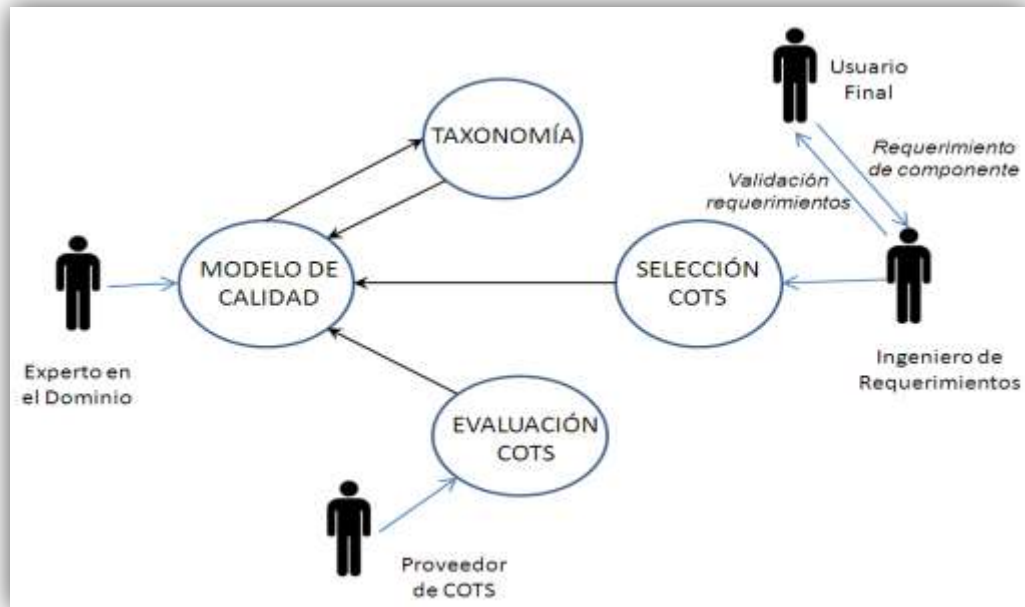 Usuario
Final
TAXONOMÍA
Requerimiento
de componente
Validación
requerimientos
MODELO DE
CALIDAD
SELECCIÓN
COTS
Experto en
el Dominio
Ingeniero de
Requerimientos
EVALUACIÓN
COTS
Proveedor
de COTS